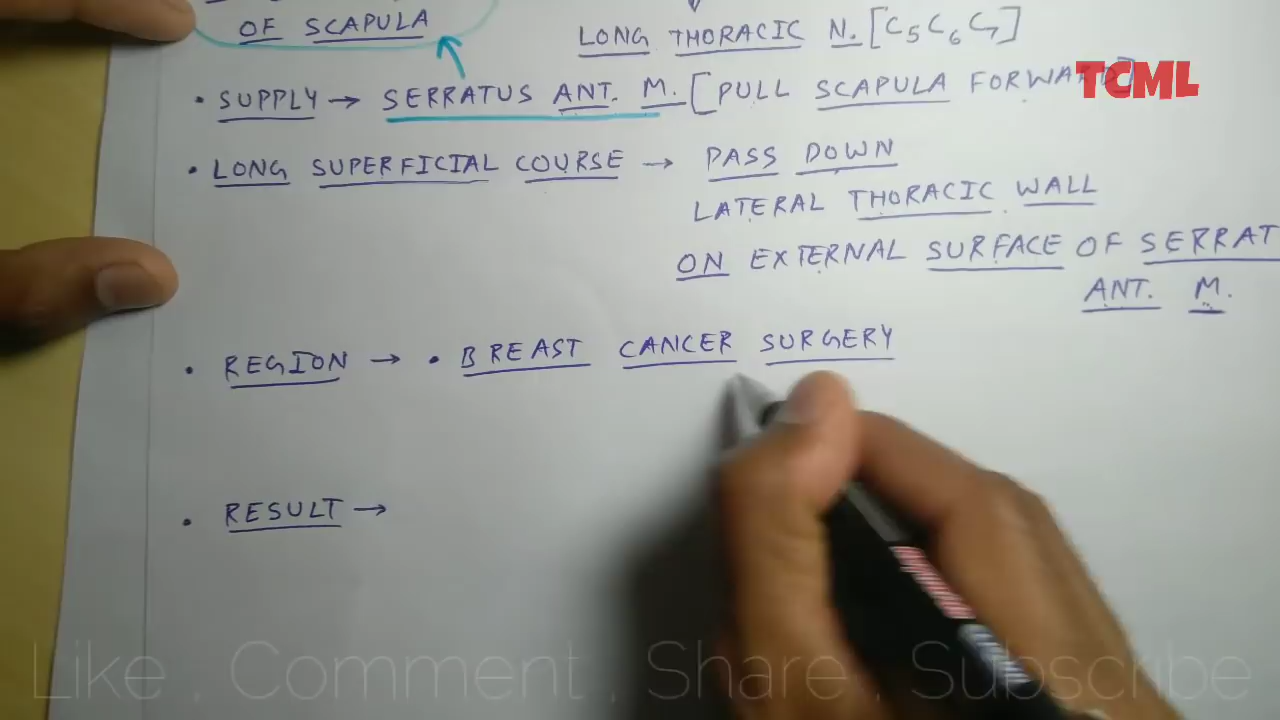 OF SCAPULA
LONG THORACIC N. [C5 C6 C7]
• SUPPLY → SERRATUS ANT. M. [PULL SCAPULA FORWARD]
TCML
• LONG SUPERFICIAL COURSE → PASS DOWN
LATERAL THORACIC WALL
ON EXTERNAL SURFACE OF SERRAT
ANT. M.
• REGION → • BREAST CANCER SURGERY
• RESULT →
Like , Comment , Share , Subscribe